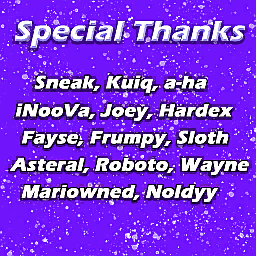 Special Thanks
Sneak, Kuiq, a-ha
iNooVa, Joey, Hardex
Fayse, Frumpy, Sloth
Asteral, Roboto, Wayne
Mariowned, Noldyy